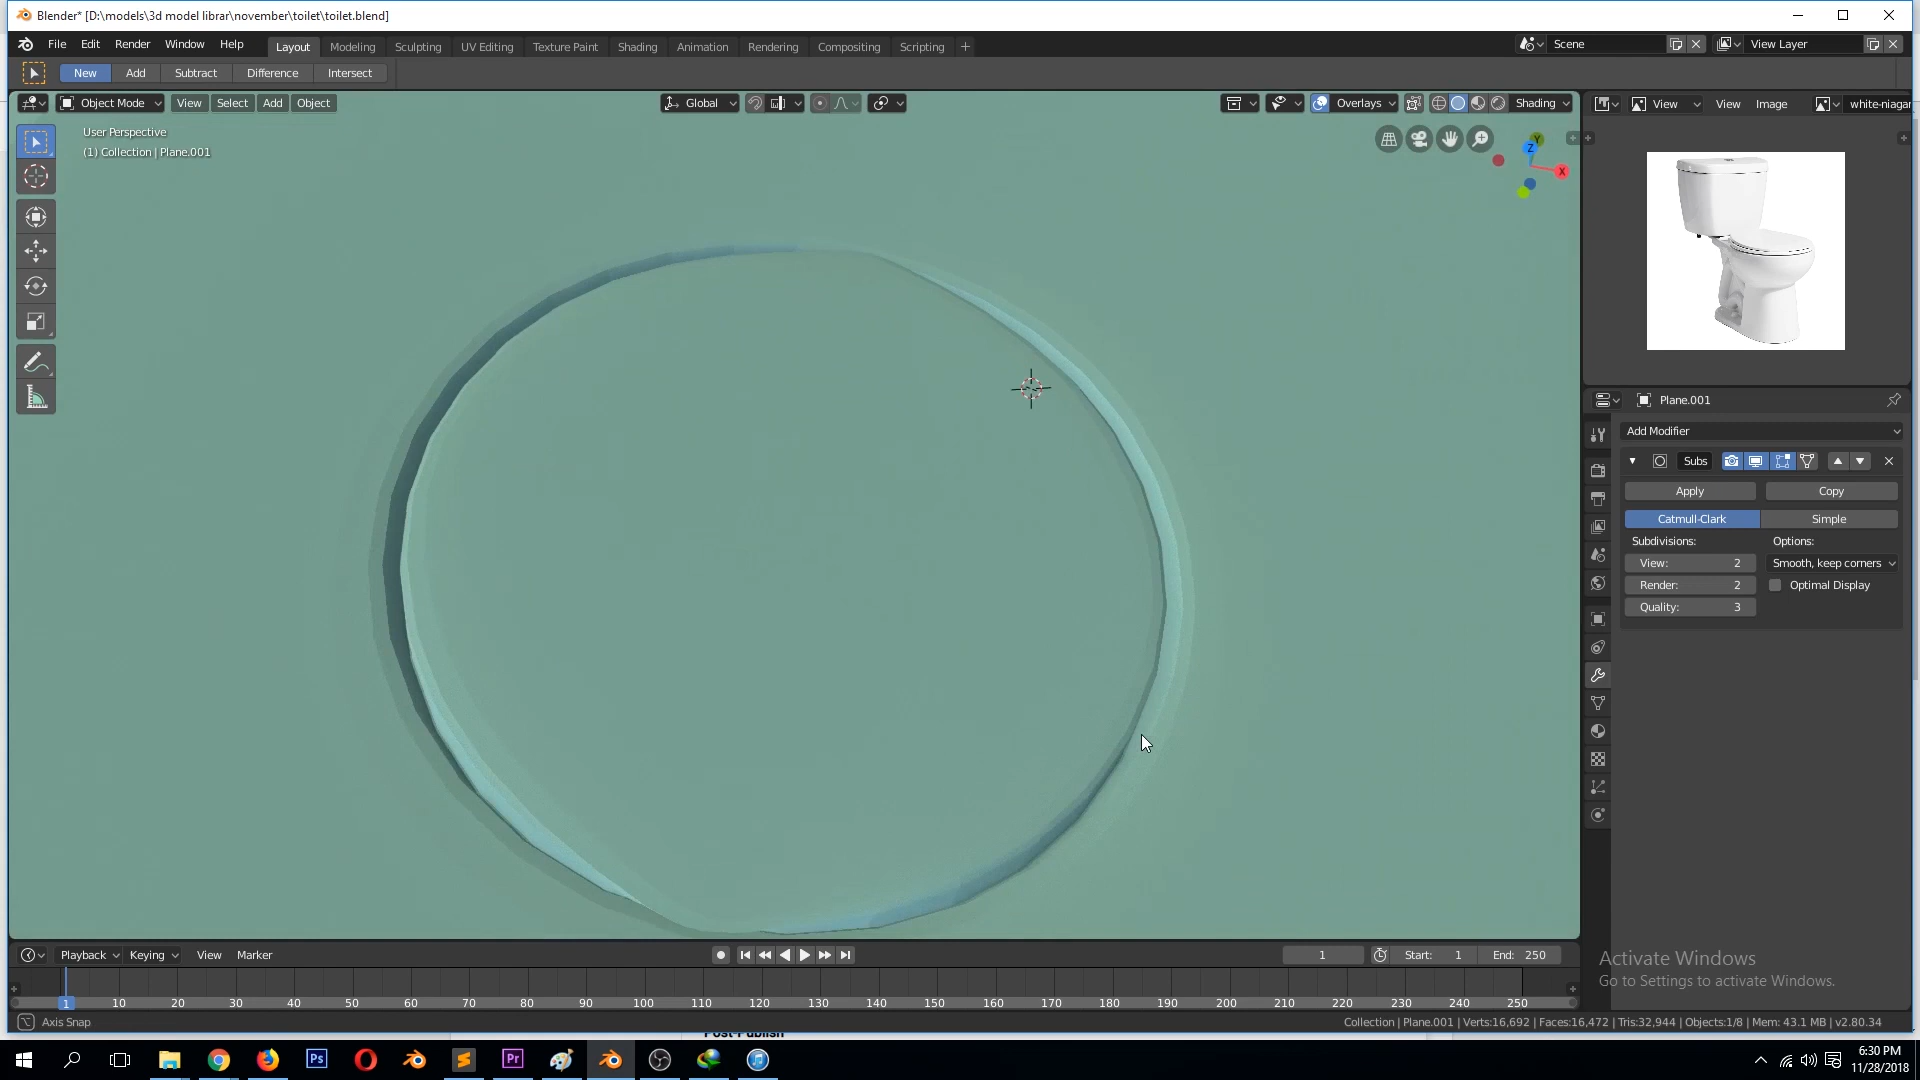 Blender* [D:\models\3d model librar\november\toilet\toilet.blend]
File Edit Render Window Help Layout Modeling Sculpting UV Editing Texture Paint Shading Animation Rendering Compositing Scripting + Scene View Layer
New Add Subtract Difference Intersect
Object Mode View Select Add Object Global Overlays Shading View View Image white-niagar
User Perspective
(1) Collection | Plane.001
Y
Z
X
Plane.001
Add Modifier
Subs
Apply Copy
Catmull-Clark Simple
Subdivisions: Options:
View: 2 Smooth, keep corners
Render: 2 Optimal Display
Quality: 3
Playback Keying View Marker 1 Start: 1 End: 250
1 10 20 30 40 50 60 70 80 90 100 110 120 130 140 150 160 170 180 190 200 210 220 230 240 250
Activate Windows
Go to Settings to activate Windows.
Axis Snap Collection | Plane.001 | Verts:16,692 | Faces:16,472 | Tris:32,944 | Objects:1/8 | Mem: 43.1 MB | v2.80.34
Post-Publish
Ps Pr
6:30 PM
11/28/2018